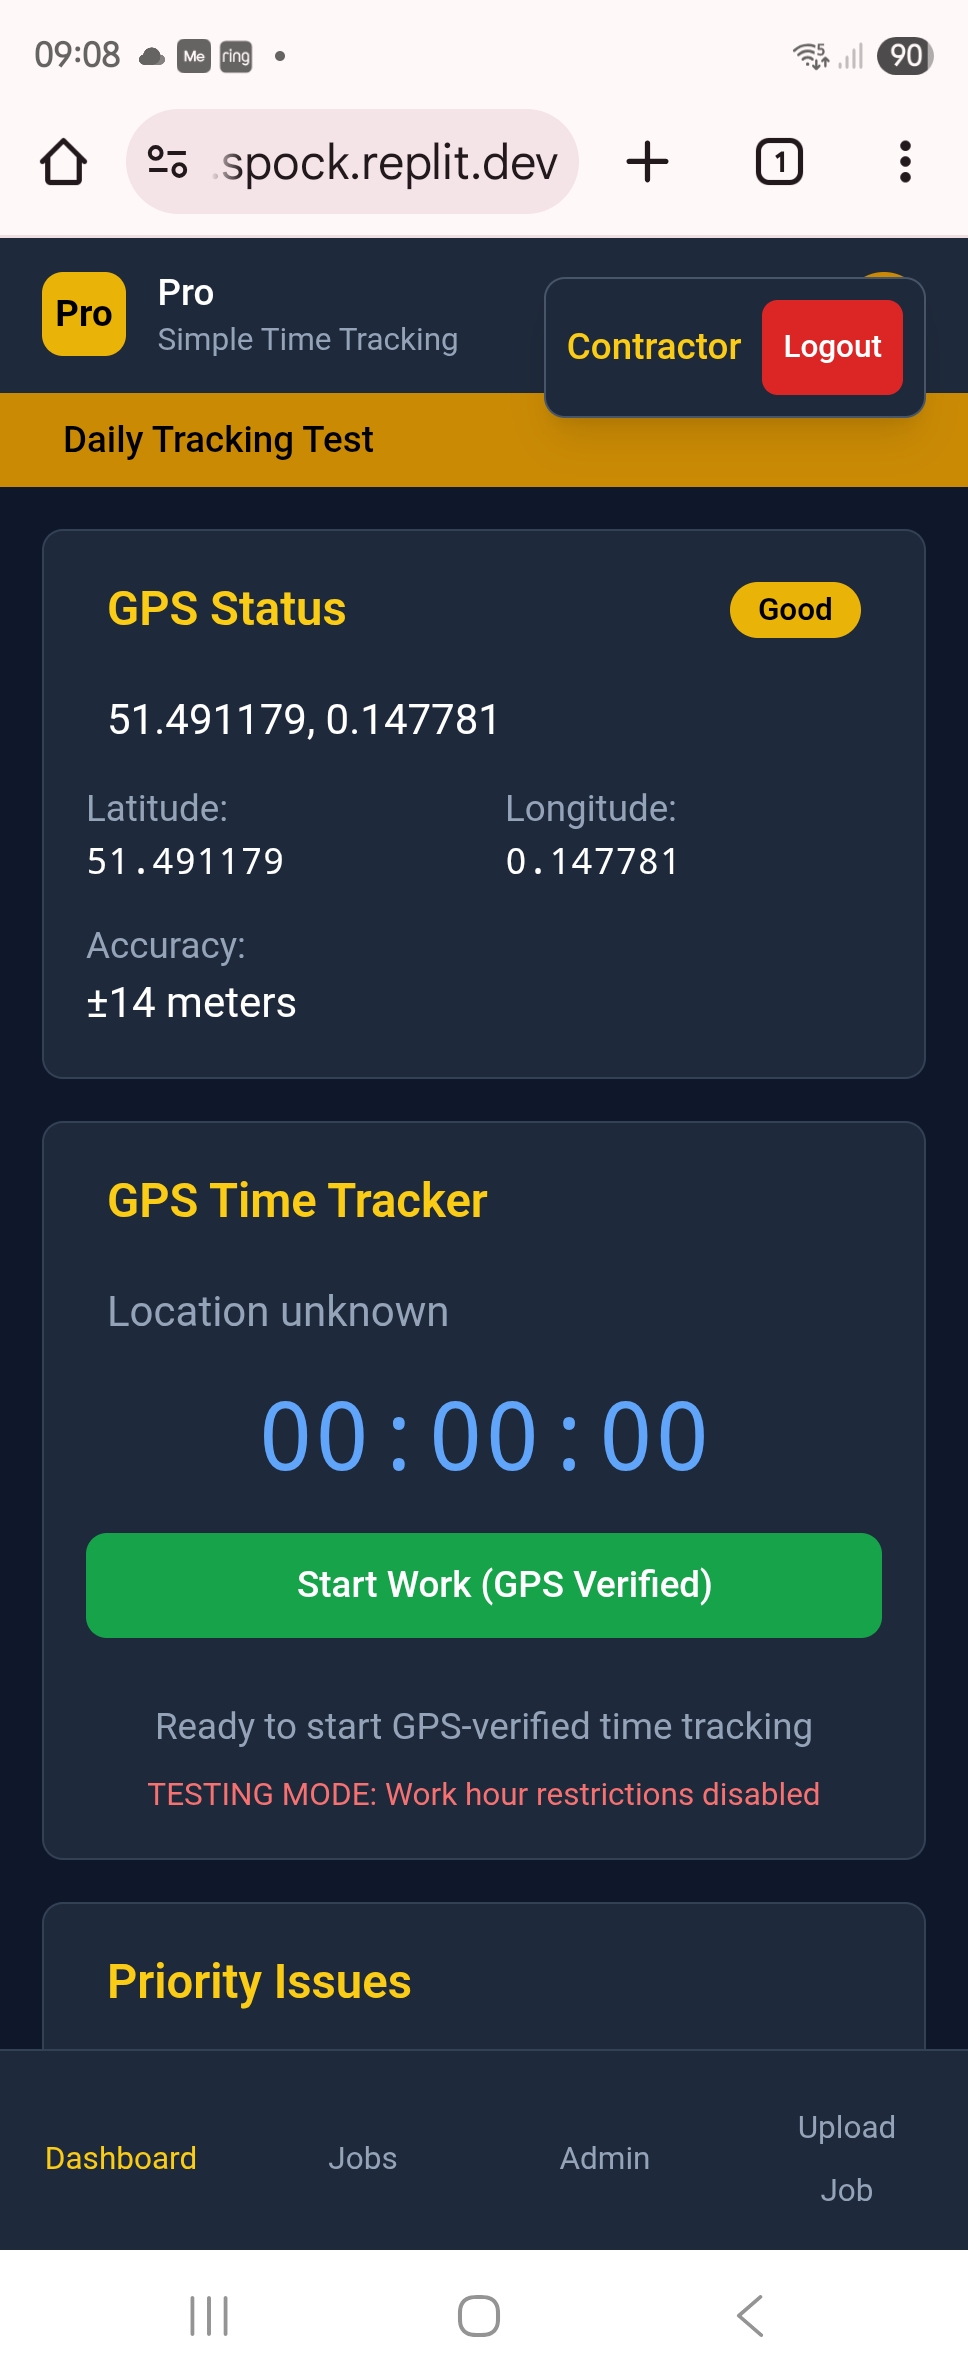 09:08
Me
ring
5
90
.spock.replit.dev
1
Pro
Pro
Simple Time Tracking
Contractor
Logout
Daily Tracking Test
GPS Status
Good
51.491179, 0.147781
Latitude:
Longitude:
51.491179
0.147781
Accuracy:
±14 meters
GPS Time Tracker
Location unknown
00:00:00
Start Work (GPS Verified)
Ready to start GPS-verified time tracking
TESTING MODE: Work hour restrictions disabled
Priority Issues
Dashboard
Jobs
Admin
Upload
Job